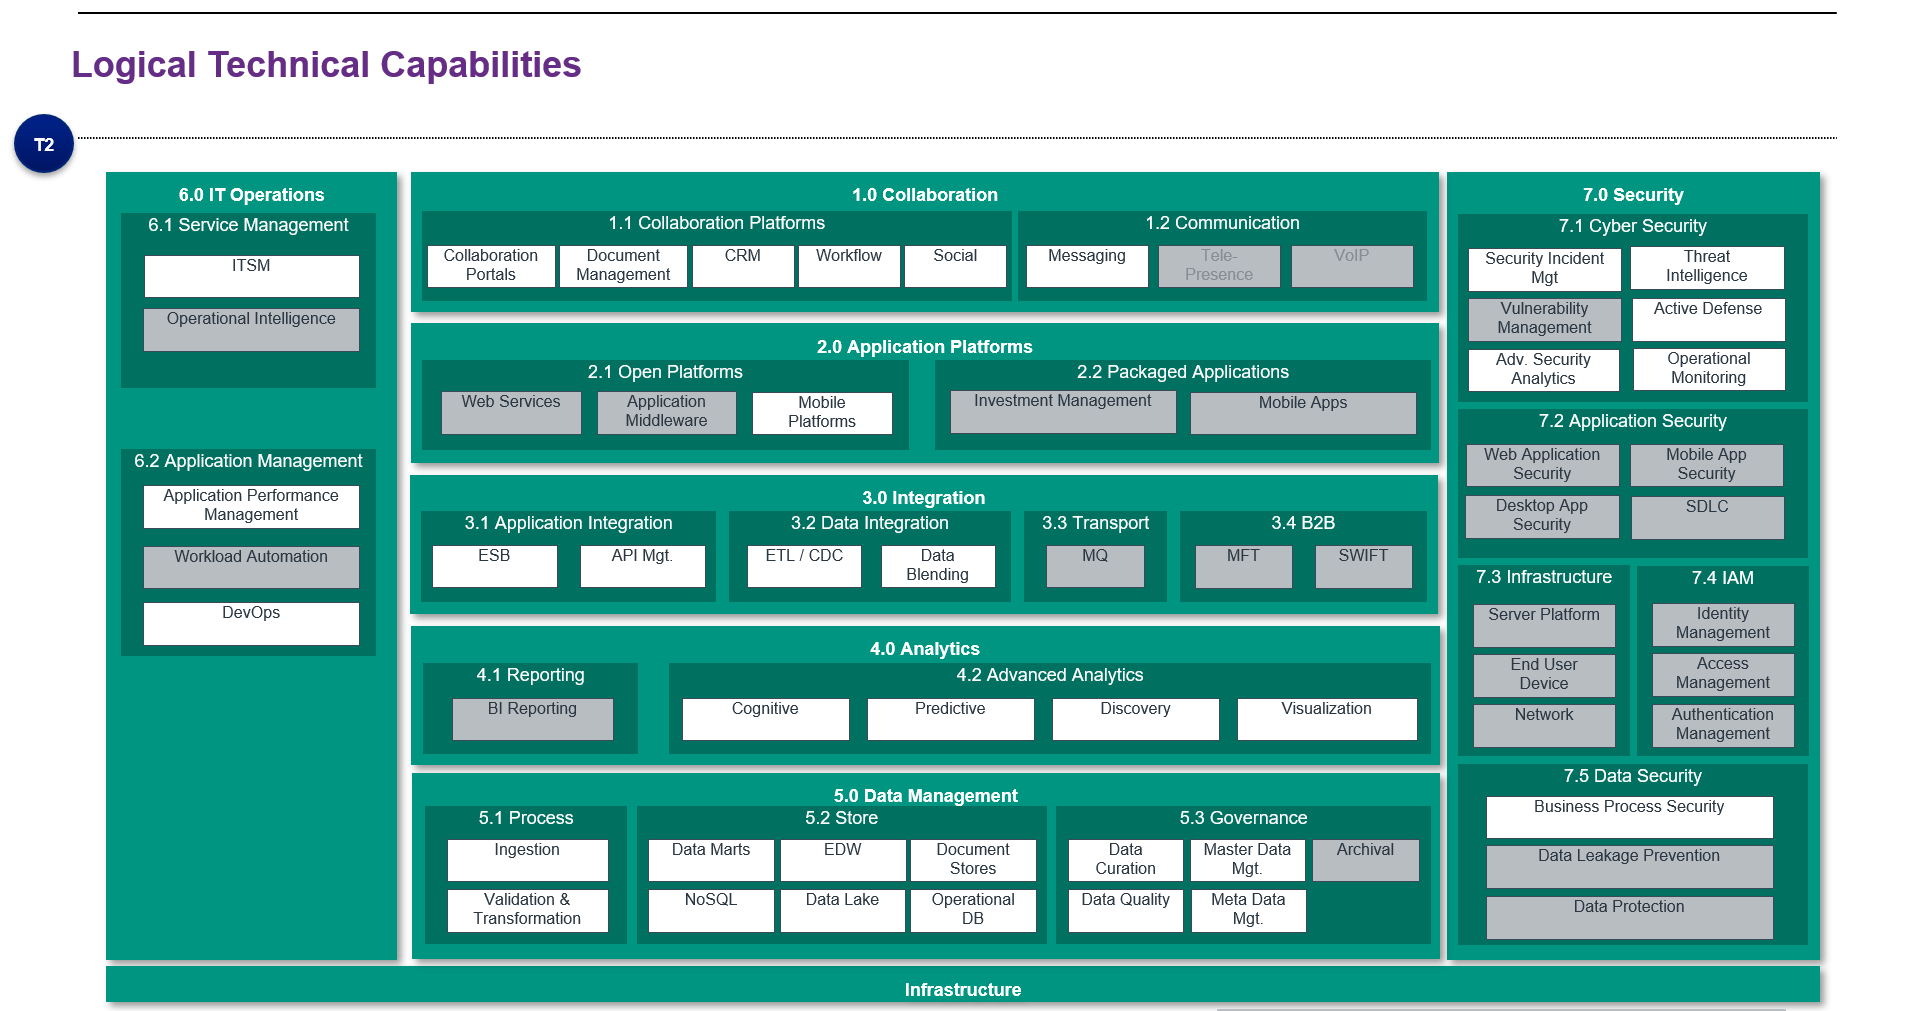 Logical Technical Capabilities
T2
6.0 IT Operations
6.1 Service Management
ITSM
Operational Intelligence
6.2 Application Management
Application Performance
Management
Workload Automation
DevOps
1.0 Collaboration
1.1 Collaboration Platforms
Collaboration
Portals
Document
Management
CRM
Workflow
Social
1.2 Communication
Messaging
Tele-
Presence
VoIP
2.0 Application Platforms
2.1 Open Platforms
Web Services
Application
Middleware
Mobile
Platforms
2.2 Packaged Applications
Investment Management
Mobile Apps
3.0 Integration
3.1 Application Integration
ESB
API Mgt.
3.2 Data Integration
ETL / CDC
Data
Blending
3.3 Transport
MQ
3.4 B2B
MFT
SWIFT
4.0 Analytics
4.1 Reporting
BI Reporting
4.2 Advanced Analytics
Cognitive
Predictive
Discovery
Visualization
5.0 Data Management
5.1 Process
Ingestion
Validation &
Transformation
5.2 Store
Data Marts
EDW
Document
Stores
NoSQL
Data Lake
Operational
DB
5.3 Governance
Data
Curation
Master Data
Mgt.
Archival
Data Quality
Meta Data
Mgt.
7.0 Security
7.1 Cyber Security
Security Incident
Mgt
Threat
Intelligence
Vulnerability
Management
Active Defense
Adv. Security
Analytics
Operational
Monitoring
7.2 Application Security
Web Application
Security
Mobile App
Security
Desktop App
Security
SDLC
7.3 Infrastructure
Server Platform
End User
Device
Network
7.4 IAM
Identity
Management
Access
Management
Authentication
Management
7.5 Data Security
Business Process Security
Data Leakage Prevention
Data Protection
Infrastructure